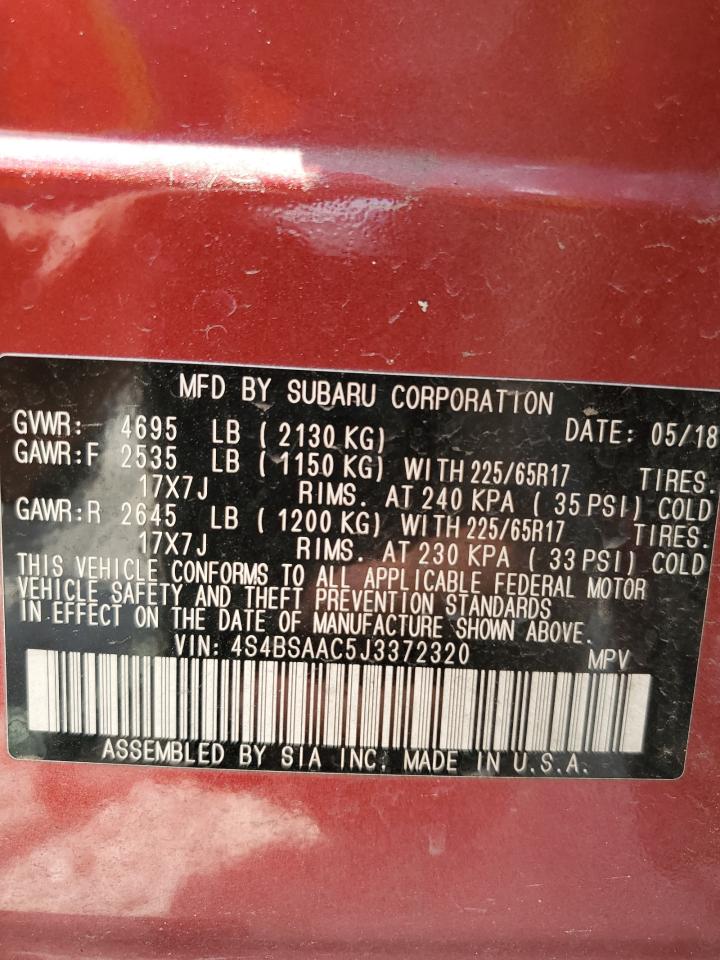 MFD BY SUBARU CORPORATION
GVWR: 4695 LB ( 2130 KG) DATE: 05/18
GAWR:F 2535 LB ( 1150 KG) WITH 225/65R17 TIRES.
17X7J RIMS. AT 240 KPA ( 35 PSI) COLD
GAWR:R 2645 LB ( 1200 KG) WITH 225/65R17 TIRES.
17X7J RIMS. AT 230 KPA ( 33 PSI) COLD
THIS VEHICLE CONFORMS TO ALL APPLICABLE FEDERAL MOTOR
VEHICLE SAFETY AND THEFT PREVENTION STANDARDS
IN EFFECT ON THE DATE OF MANUFACTURE SHOWN ABOVE.
VIN: 4S4BSAAC5J3372320 MPV
ASSEMBLED BY SIA INC. MADE IN U.S.A.